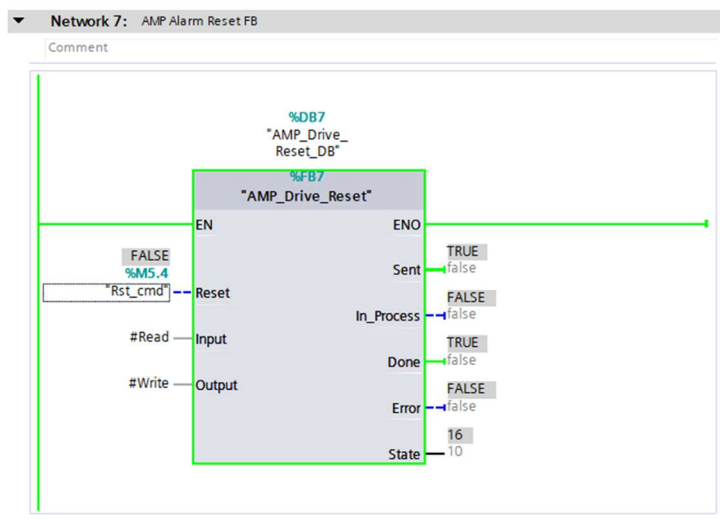 Network 7: AMP Alarm Reset FB
Comment
%DB7
"AMP_Drive_
Reset_DB"
%FB7
"AMP_Drive_Reset"
EN
ENO
FALSE
%M5.4
"Rst_cmd"
Reset
Sent
TRUE
false
In_Process
FALSE
false
#Read
Input
Done
TRUE
false
#Write
Output
Error
FALSE
false
State
16
10